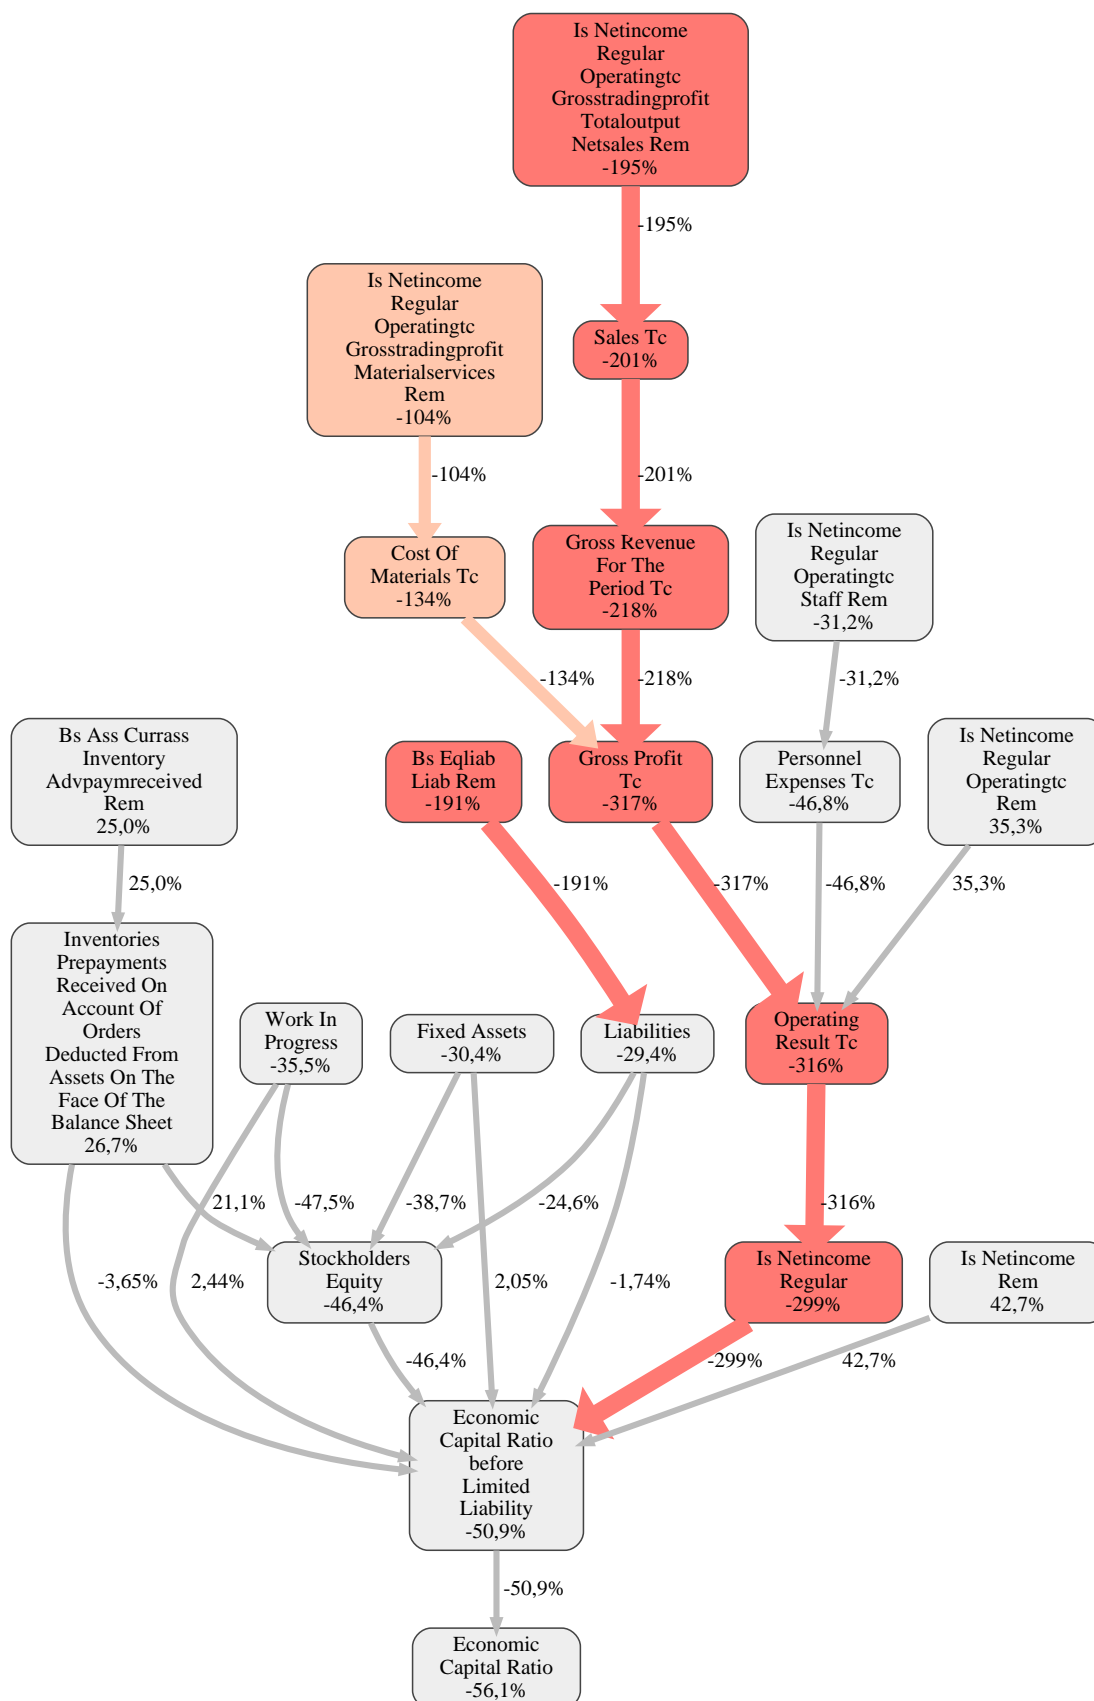 Is Netincome
Regular
Operatingtc
Grosstradingprofit
Totaloutput
Netsales Rem
-195%
-195%
Is Netincome
Regular
Operatingtc
Grosstradingprofit
Materialservices
Rem
-104%
Sales Tc
-201%
-104%
-201%
Cost Of
Materials Tc
-134%
Gross Revenue
For The
Period Tc
-218%
Is Netincome
Regular
Operatingtc
Staff Rem
-31,2%
-134%
-218%
-31,2%
Bs Ass Currass
Inventory
Advpaymreceived
Rem
25,0%
Bs Eqliab
Liab Rem
-191%
Gross Profit
Tc
-317%
Personnel
Expenses Tc
-46,8%
Is Netincome
Regular
Operatingtc
Rem
35,3%
25,0%
-191%
-317%
-46,8%
35,3%
Inventories
Prepayments
Received On
Account Of
Orders
Deducted From
Assets On The
Face Of The
Balance Sheet
26,7%
Work In
Progress
-35,5%
Fixed Assets
-30,4%
Liabilities
-29,4%
Operating
Result Tc
-316%
21,1%
-47,5%
-38,7%
-24,6%
-316%
-3,65%
2,44%
Stockholders
Equity
-46,4%
2,05%
-1,74%
Is Netincome
Regular
-299%
Is Netincome
Rem
42,7%
-46,4%
-299%
42,7%
Economic
Capital Ratio
before
Limited
Liability
-50,9%
-50,9%
Economic
Capital Ratio
-56,1%